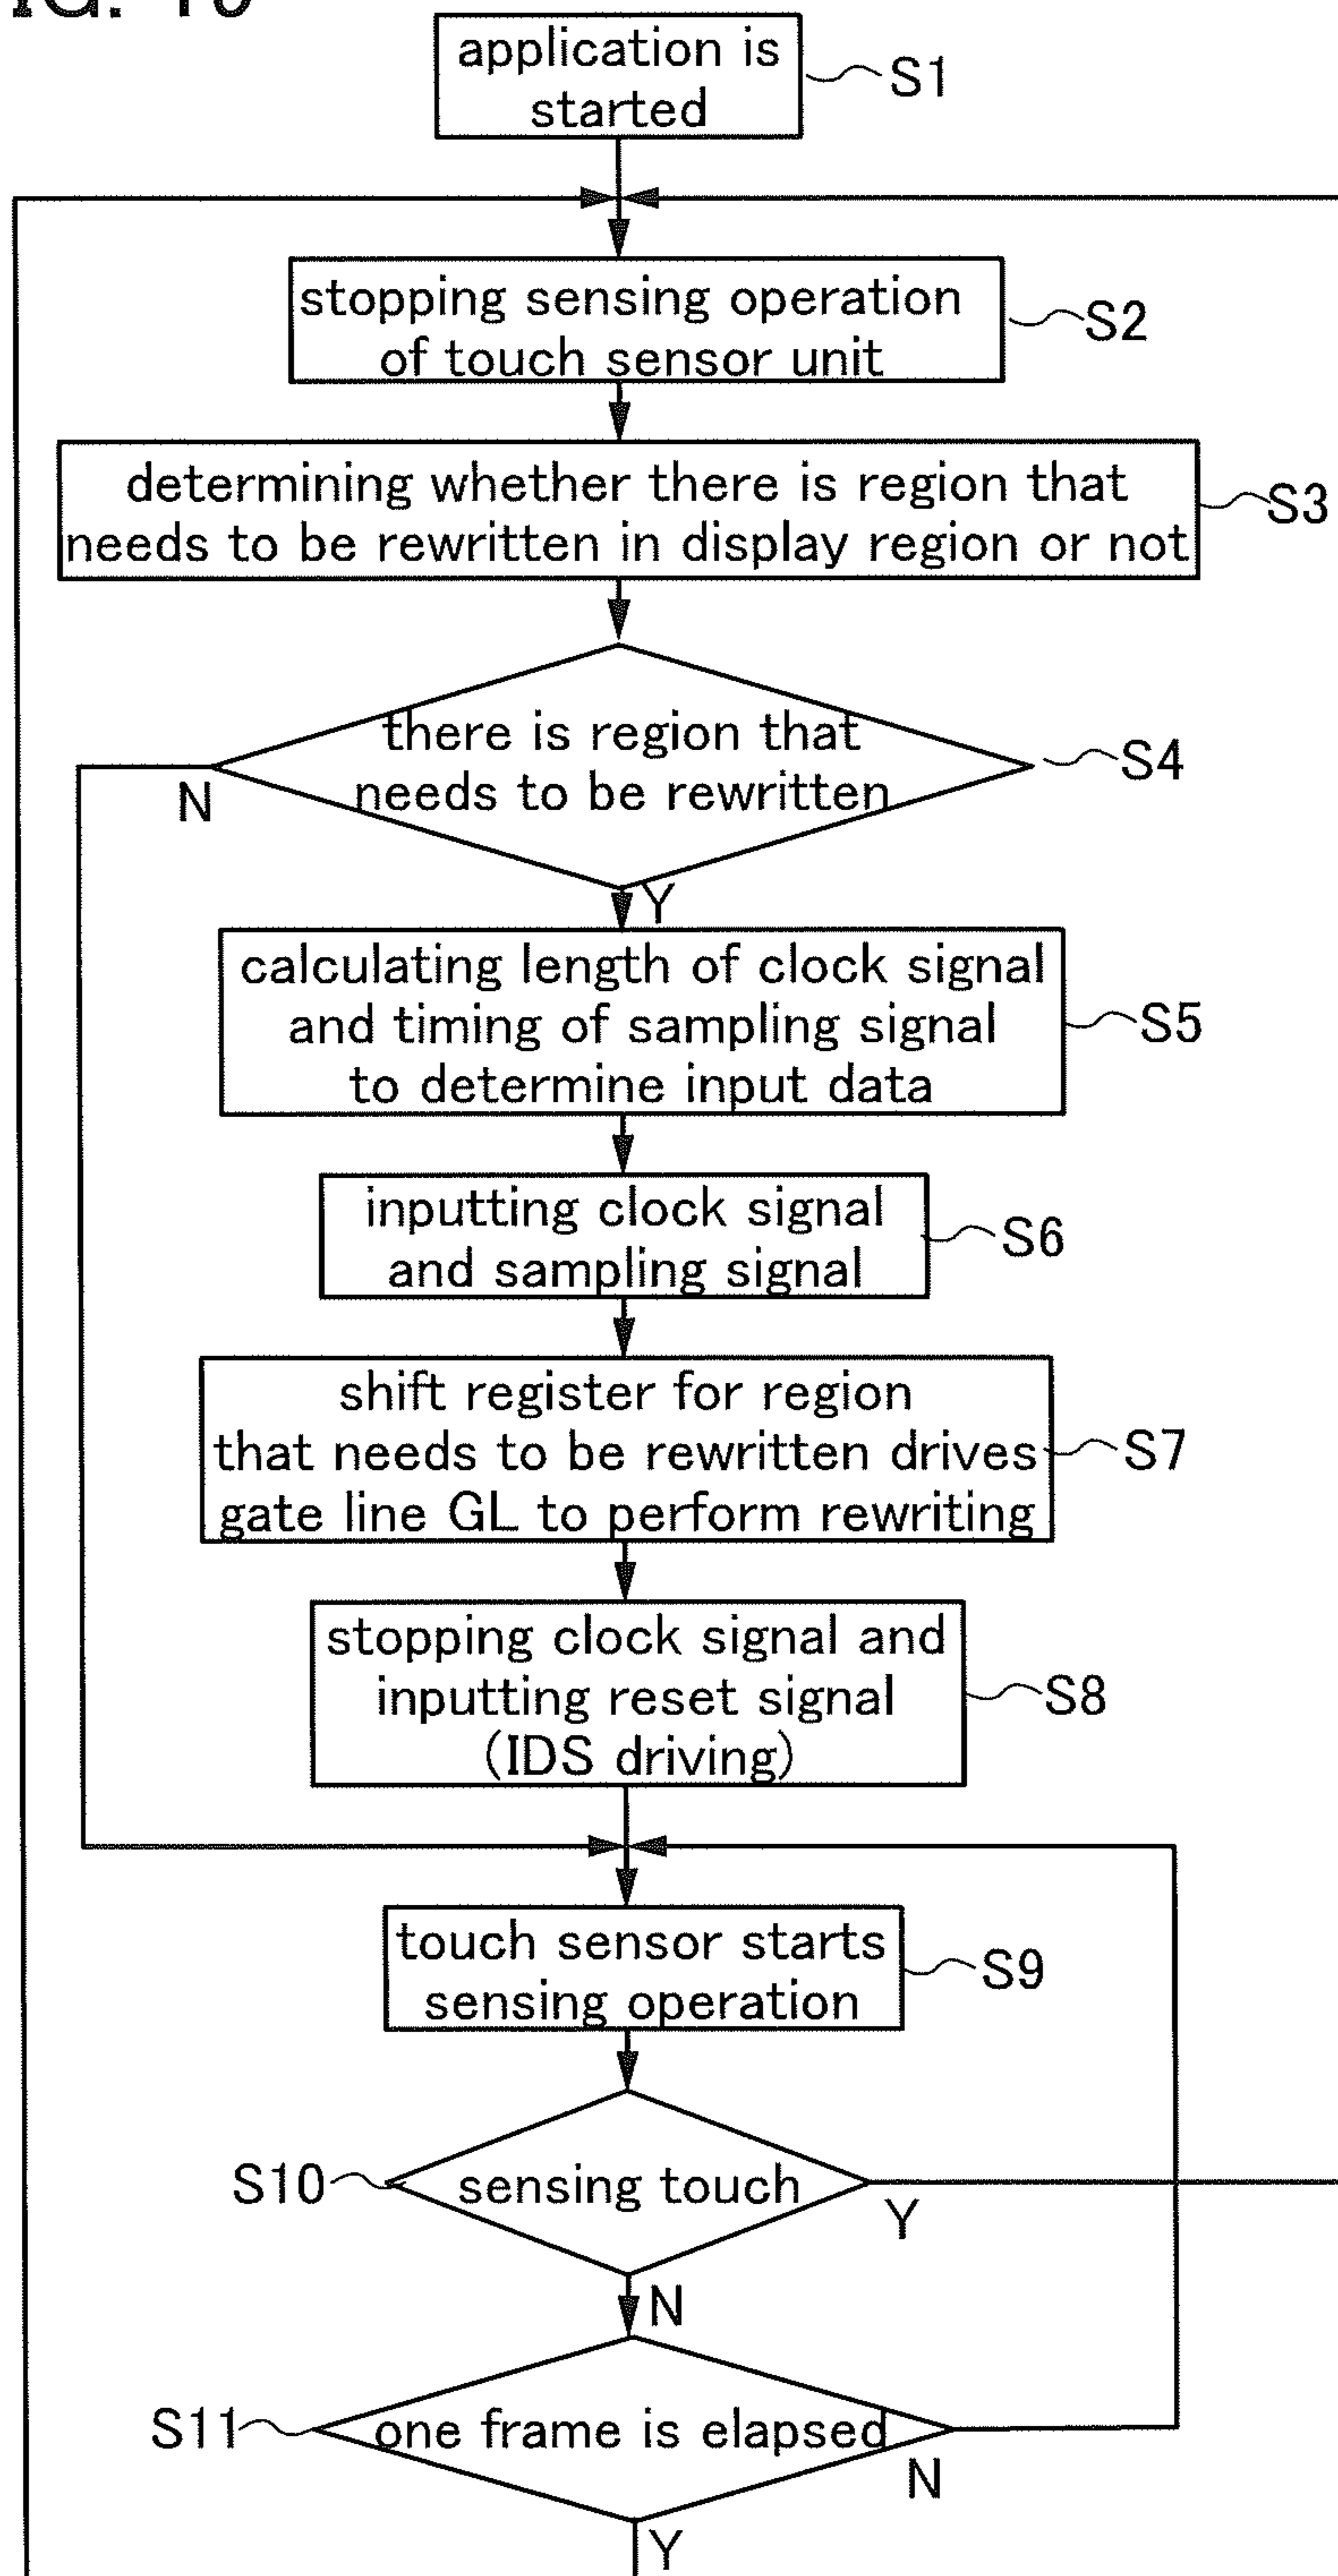 application is
started
S1
stopping sensing operation
of touch sensor unit
S2
determining whether there is region that
needs to be rewritten in display region or not
S3
there is region that
needs to be rewritten
S4
N
Y
calculating length of clock signal
and timing of sampling signal
to determine input data
S5
inputting clock signal
and sampling signal
S6
shift register for region
that needs to be rewritten drives
gate line GL to perform rewriting
S7
stopping clock signal and
inputting reset signal
(IDS driving)
S8
touch sensor starts
sensing operation
S9
S10
sensing touch
Y
N
S11
one frame is elapsed
N
Y